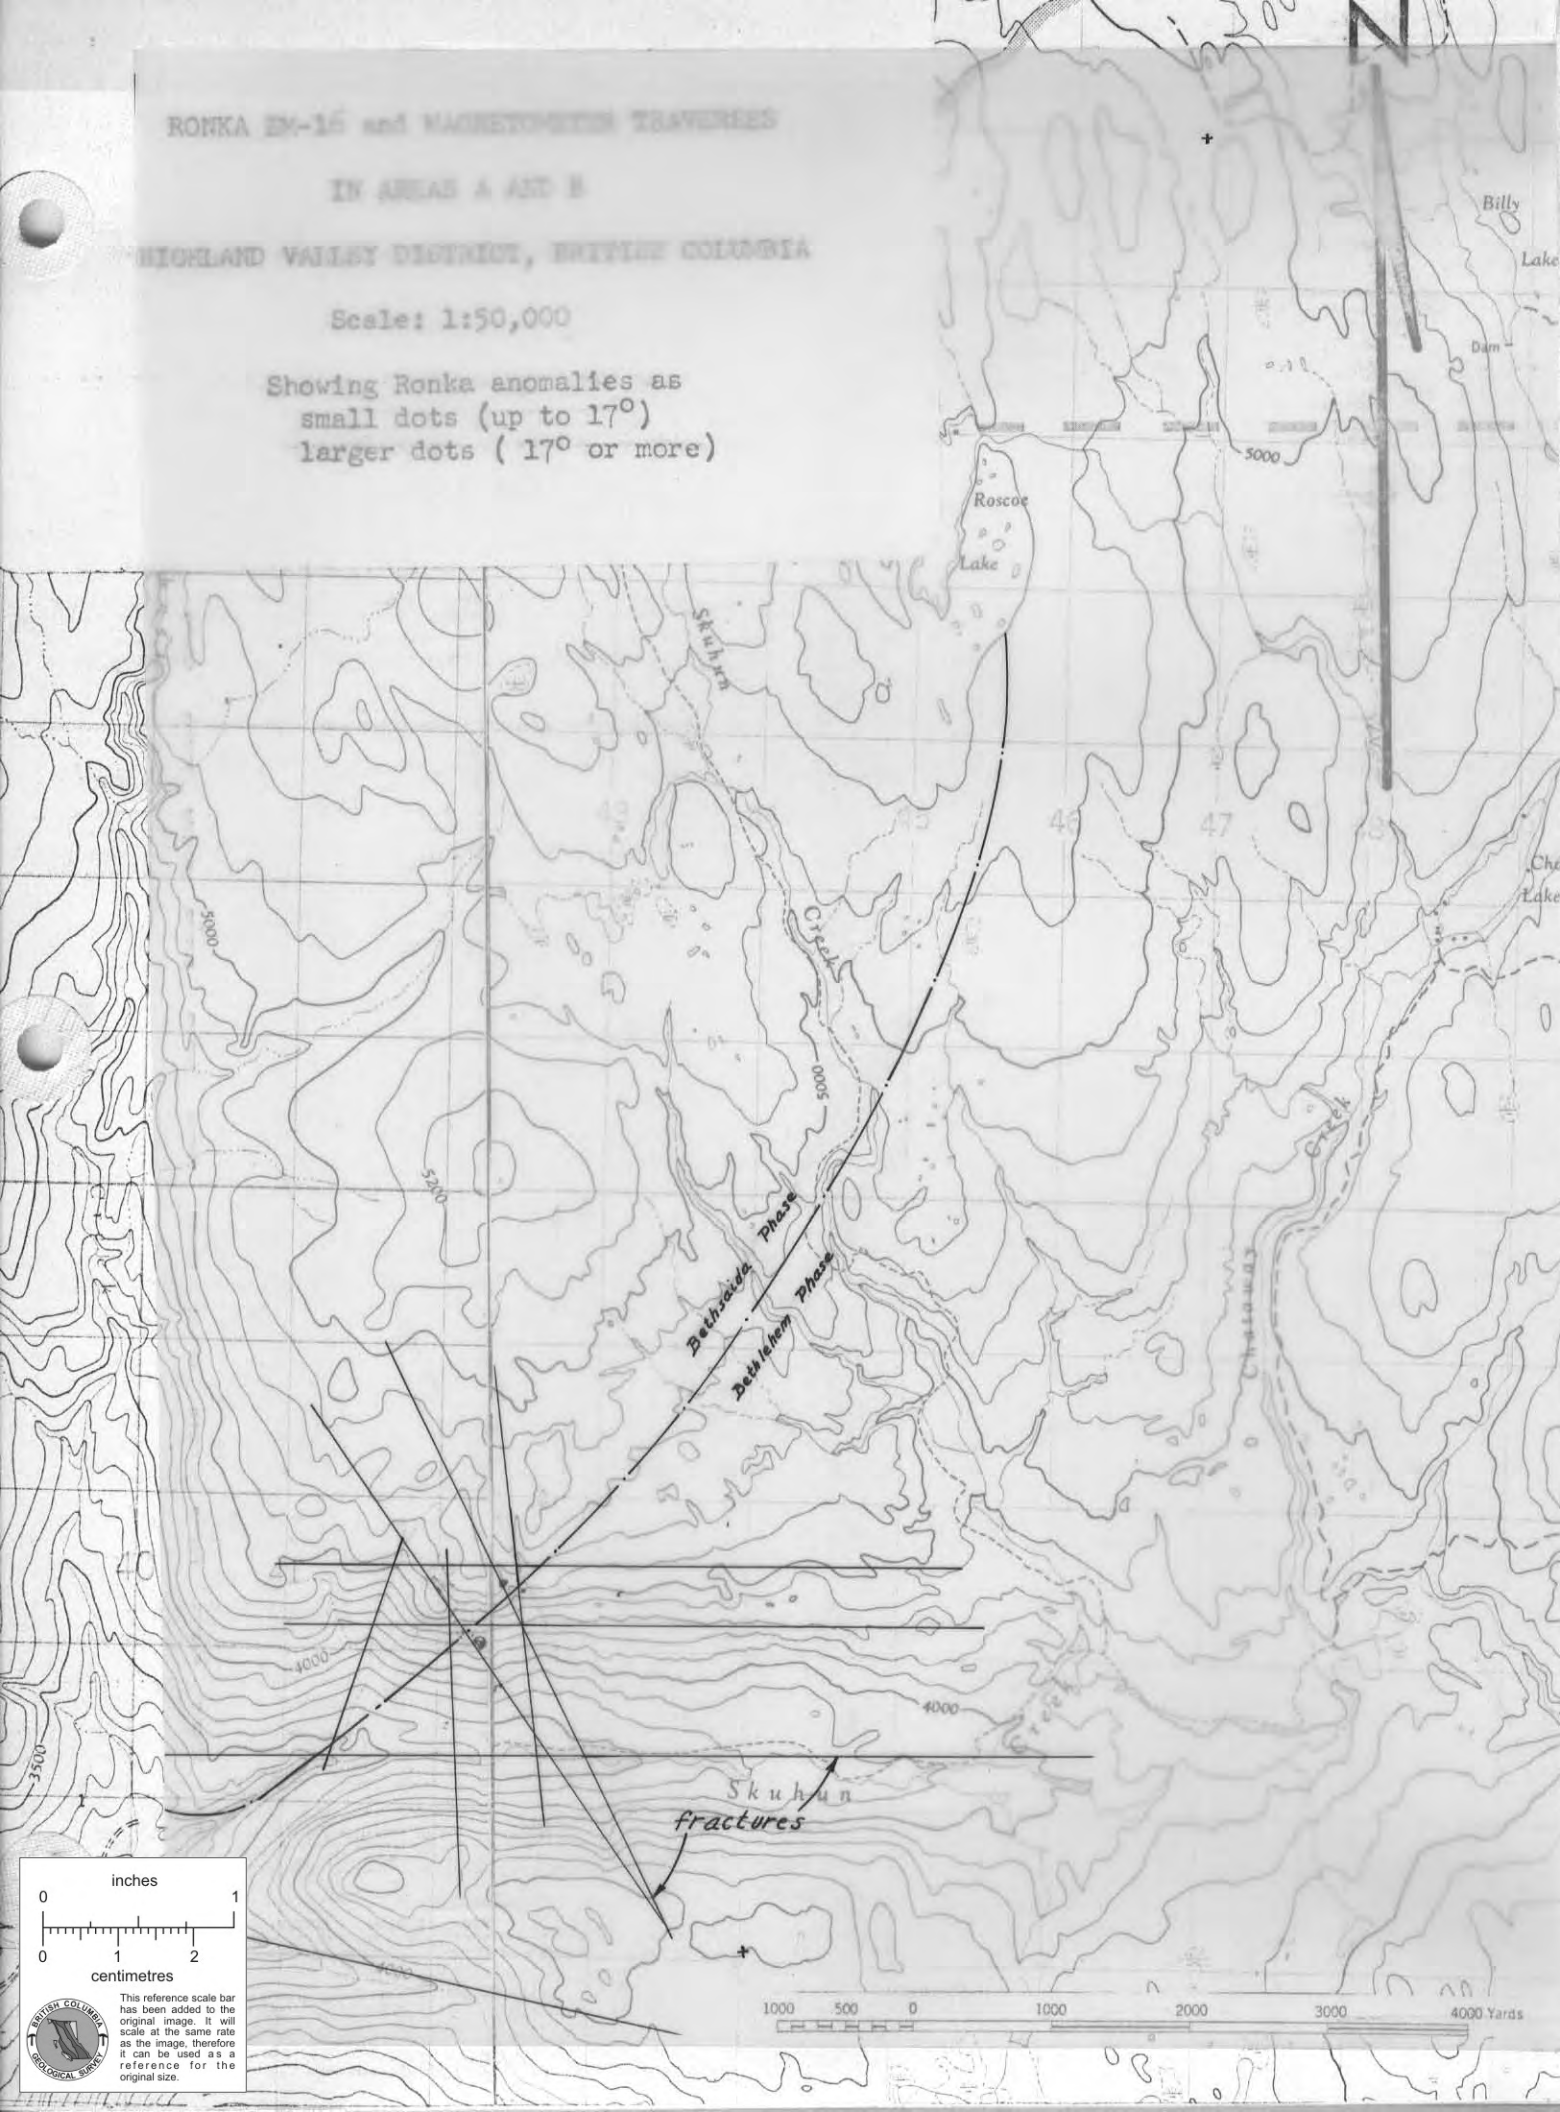 N
RONKA EM-16 and MAGNETOMETER TRAVERSES
IN AREAS A AND B
HIGHLAND VALLEY DISTRICT, BRITISH COLUMBIA
Scale: 1:50,000
Showing Ronka anomalies as
small dots (up to 17°)
larger dots ( 17° or more)
Billy
Lake
Dam
5000
Roscoe
Lake
Skuhun
46
47
Lake
5000
Creek
5000
Creek
5200
Bethsaida Phase
Bethlehem Phase
Chataway
4000
4000
Creek
3500
Skuhun
fractures
inches
0 1
0 1 2
centimetres
This reference scale bar
has been added to the
original image. It will
scale at the same rate
as the image, therefore
it can be used as a
reference for the
original size.
BRITISH COLUMBIA
GEOLOGICAL SURVEY
1000 500 0 1000 2000 3000 4000 Yards